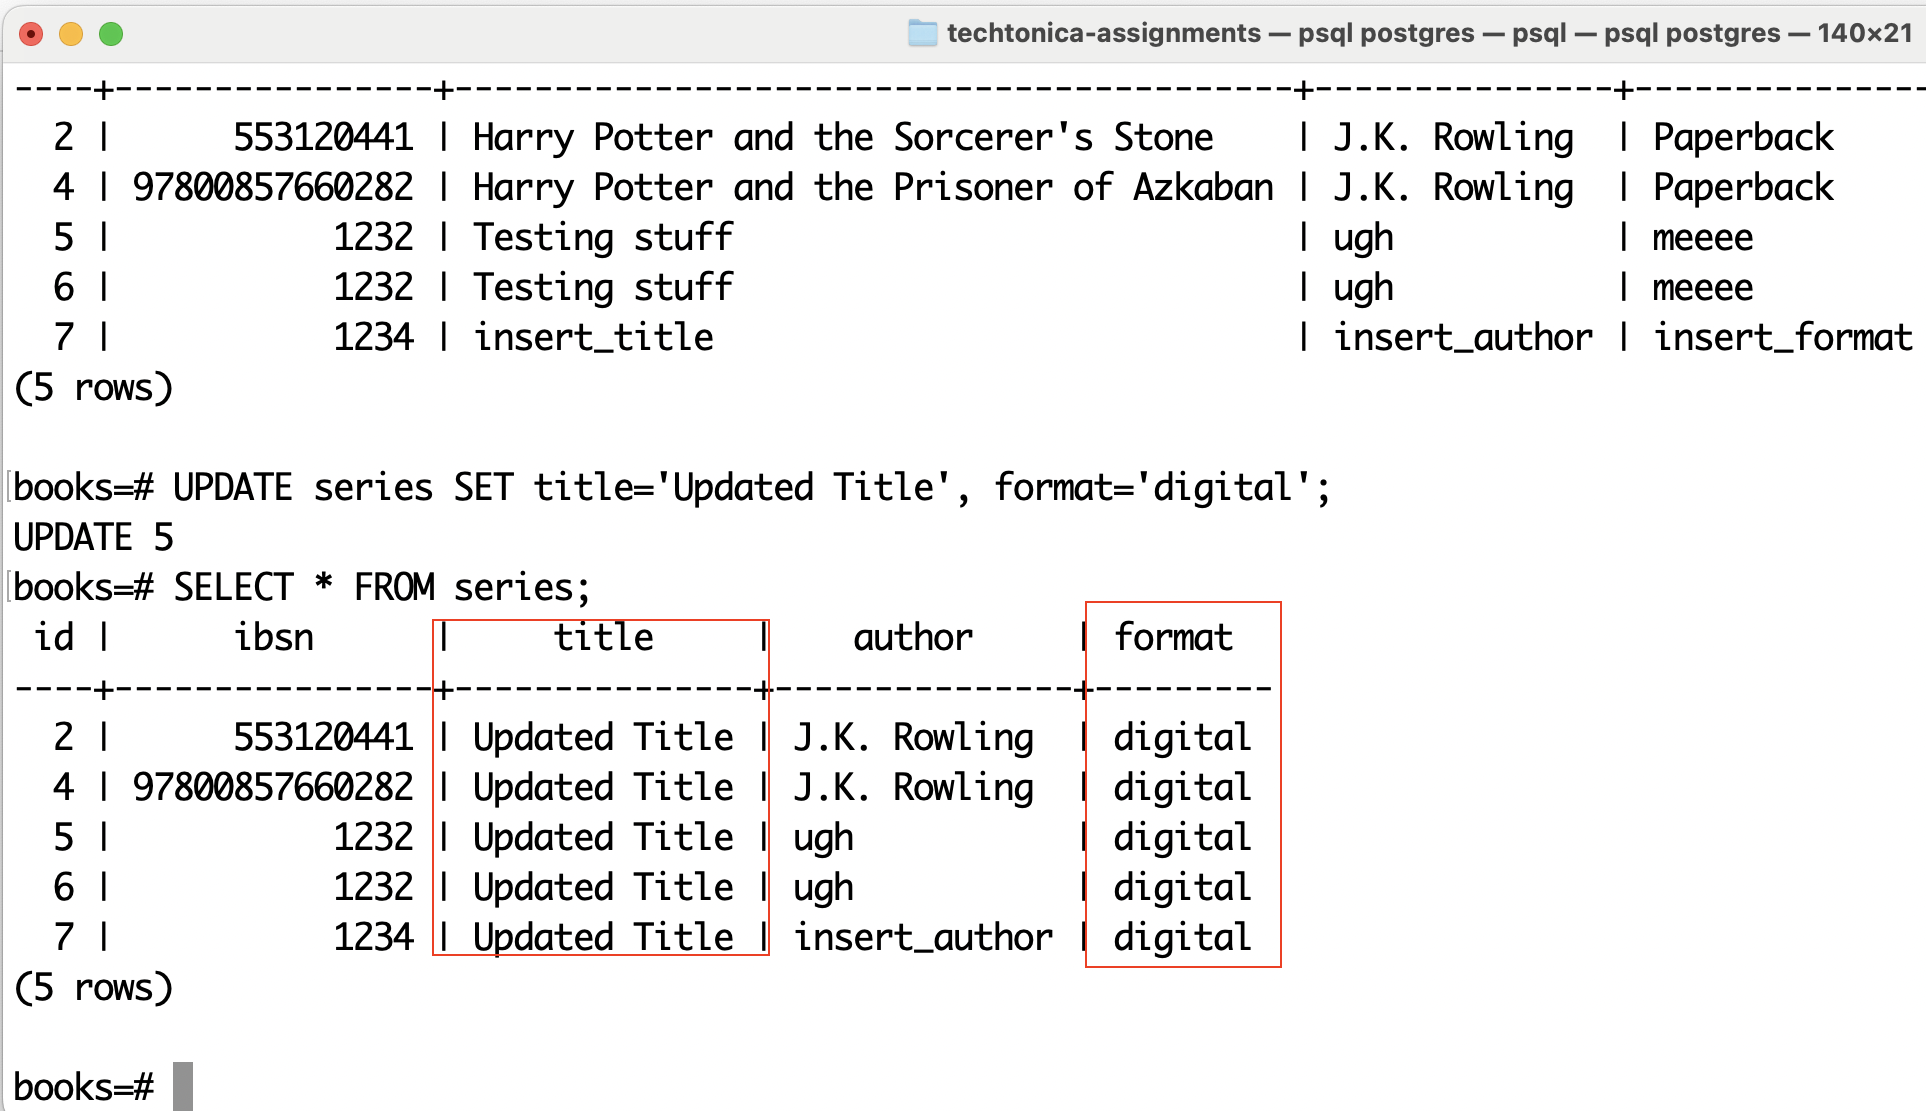 techtonica-assignments — psql postgres — psql — psql postgres — 140×21
----+----------------+------------------------------------------+---------------+---------------
  2 |      553120441 | Harry Potter and the Sorcerer's Stone    | J.K. Rowling  | Paperback
  4 | 97800857660282 | Harry Potter and the Prisoner of Azkaban | J.K. Rowling  | Paperback
  5 |           1232 | Testing stuff                            | ugh           | meeee
  6 |           1232 | Testing stuff                            | ugh           | meeee
  7 |           1234 | insert_title                             | insert_author | insert_format
(5 rows)
books=# UPDATE series SET title='Updated Title', format='digital';
UPDATE 5
books=# SELECT * FROM series;
 id |      ibsn      |     title     |    author     | format
----+----------------+---------------+---------------+---------
  2 |      553120441 | Updated Title | J.K. Rowling  | digital
  4 | 97800857660282 | Updated Title | J.K. Rowling  | digital
  5 |           1232 | Updated Title | ugh           | digital
  6 |           1232 | Updated Title | ugh           | digital
  7 |           1234 | Updated Title | insert_author | digital
(5 rows)
books=#